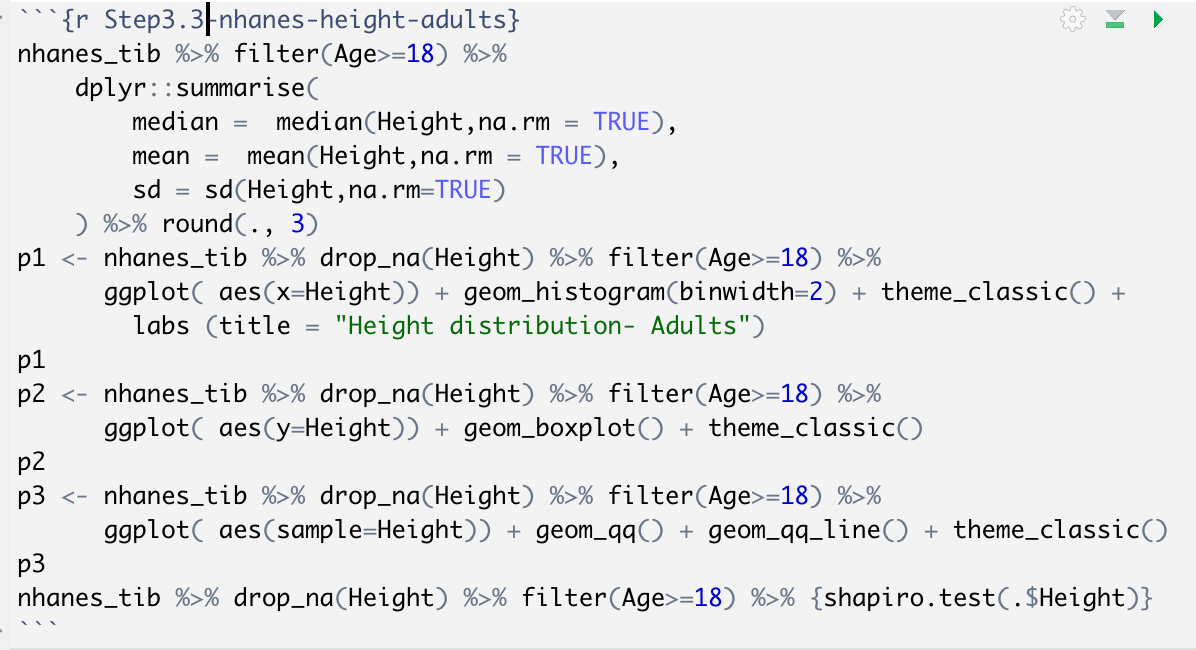 ```{r Step3.3-nhanes-height-adults}
nhanes_tib %>% filter(Age>=18) %>%
    dplyr::summarise(
        median =  median(Height,na.rm = TRUE),
        mean =  mean(Height,na.rm = TRUE),
        sd = sd(Height,na.rm=TRUE)
    ) %>% round(., 3)
p1 <- nhanes_tib %>% drop_na(Height) %>% filter(Age>=18) %>%
      ggplot( aes(x=Height)) + geom_histogram(binwidth=2) + theme_classic() +
        labs (title = "Height distribution- Adults")
p1
p2 <- nhanes_tib %>% drop_na(Height) %>% filter(Age>=18) %>%
      ggplot( aes(y=Height)) + geom_boxplot() + theme_classic()
p2
p3 <- nhanes_tib %>% drop_na(Height) %>% filter(Age>=18) %>%
      ggplot( aes(sample=Height)) + geom_qq() + geom_qq_line() + theme_classic()
p3
nhanes_tib %>% drop_na(Height) %>% filter(Age>=18) %>% {shapiro.test(.$Height)}
```